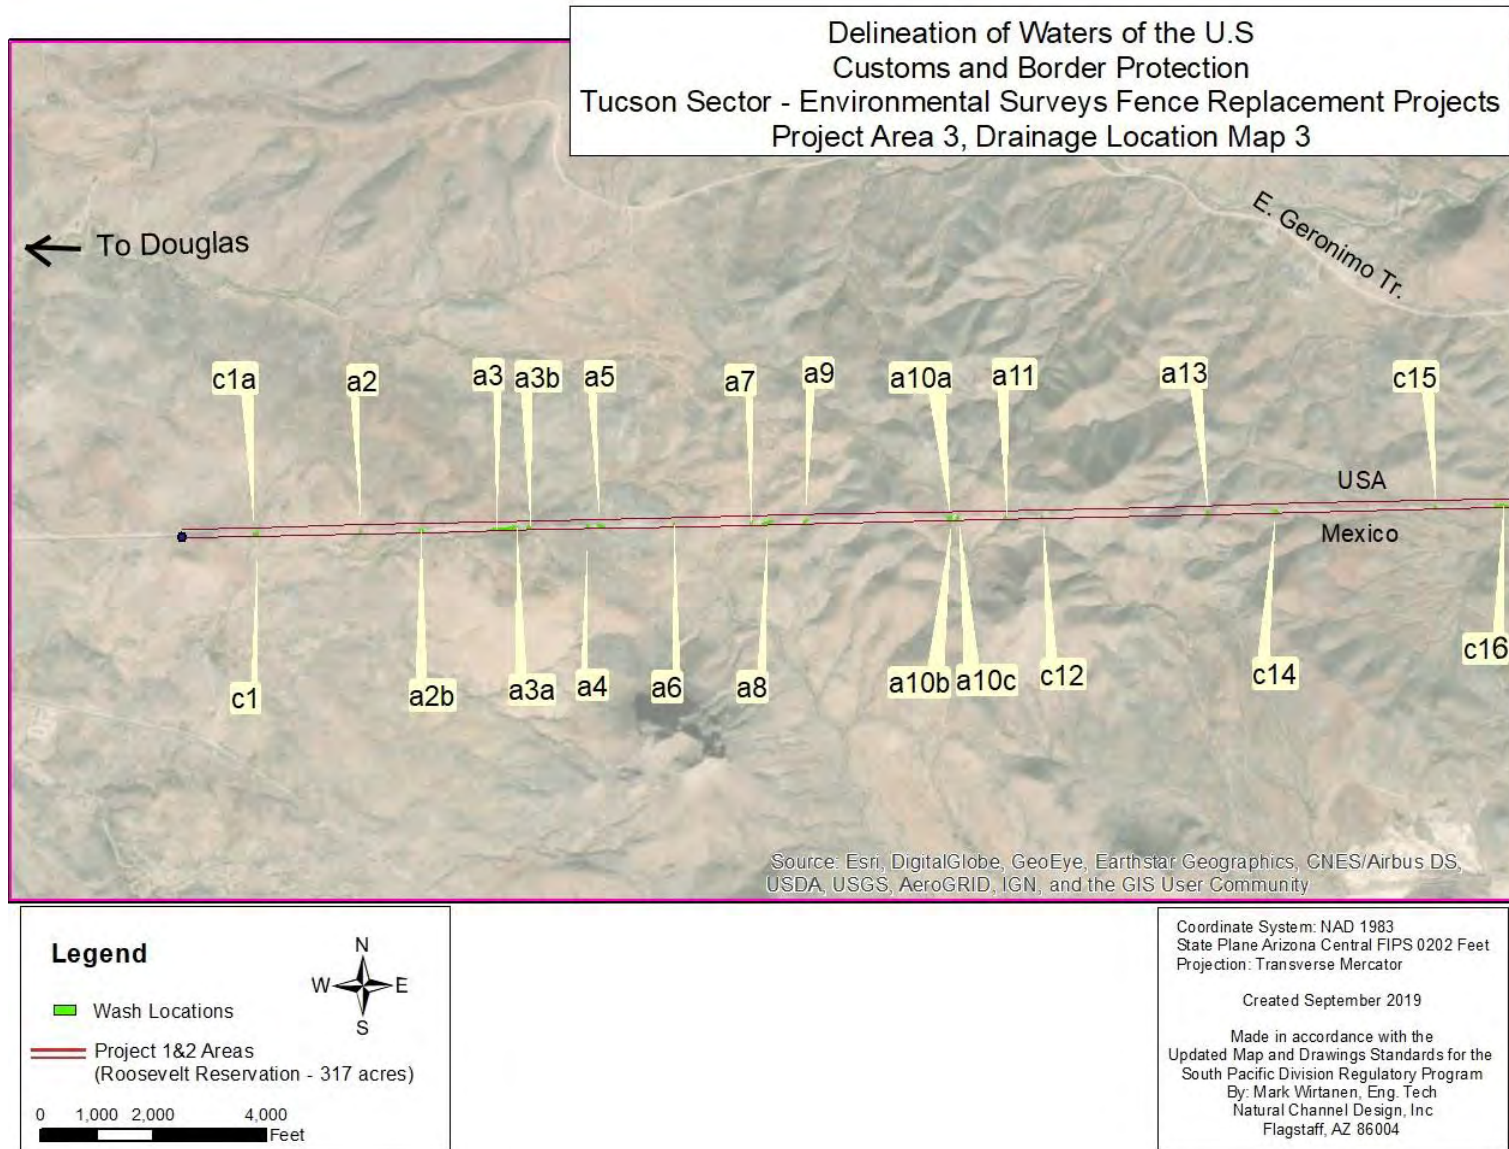 Delineation of Waters of the U.S
Customs and Border Protection
Tucson Sector - Environmental Surveys Fence Replacement Projects
Project Area 3, Drainage Location Map 3
To Douglas
E. Geronimo Tr.
c1a
a2
a3
a3b
a5
a7
a9
a10a
a11
a13
c15
USA
Mexico
c1
a2b
a3a
a4
a6
a8
a10b
a10c
c12
c14
c16
Source: Esri, DigitalGlobe, GeoEye, Earthstar Geographics, CNES/Airbus DS,
USDA, USGS, AeroGRID, IGN, and the GIS User Community
Legend
N
W
E
S
Wash Locations
Project 1&2 Areas
(Roosevelt Reservation - 317 acres)
0 1,000 2,000 4,000
Feet
Coordinate System: NAD 1983
State Plane Arizona Central FIPS 0202 Feet
Projection: Transverse Mercator
Created September 2019
Made in accordance with the
Updated Map and Drawings Standards for the
South Pacific Division Regulatory Program
By: Mark Wirtanen, Eng. Tech
Natural Channel Design, Inc
Flagstaff, AZ 86004